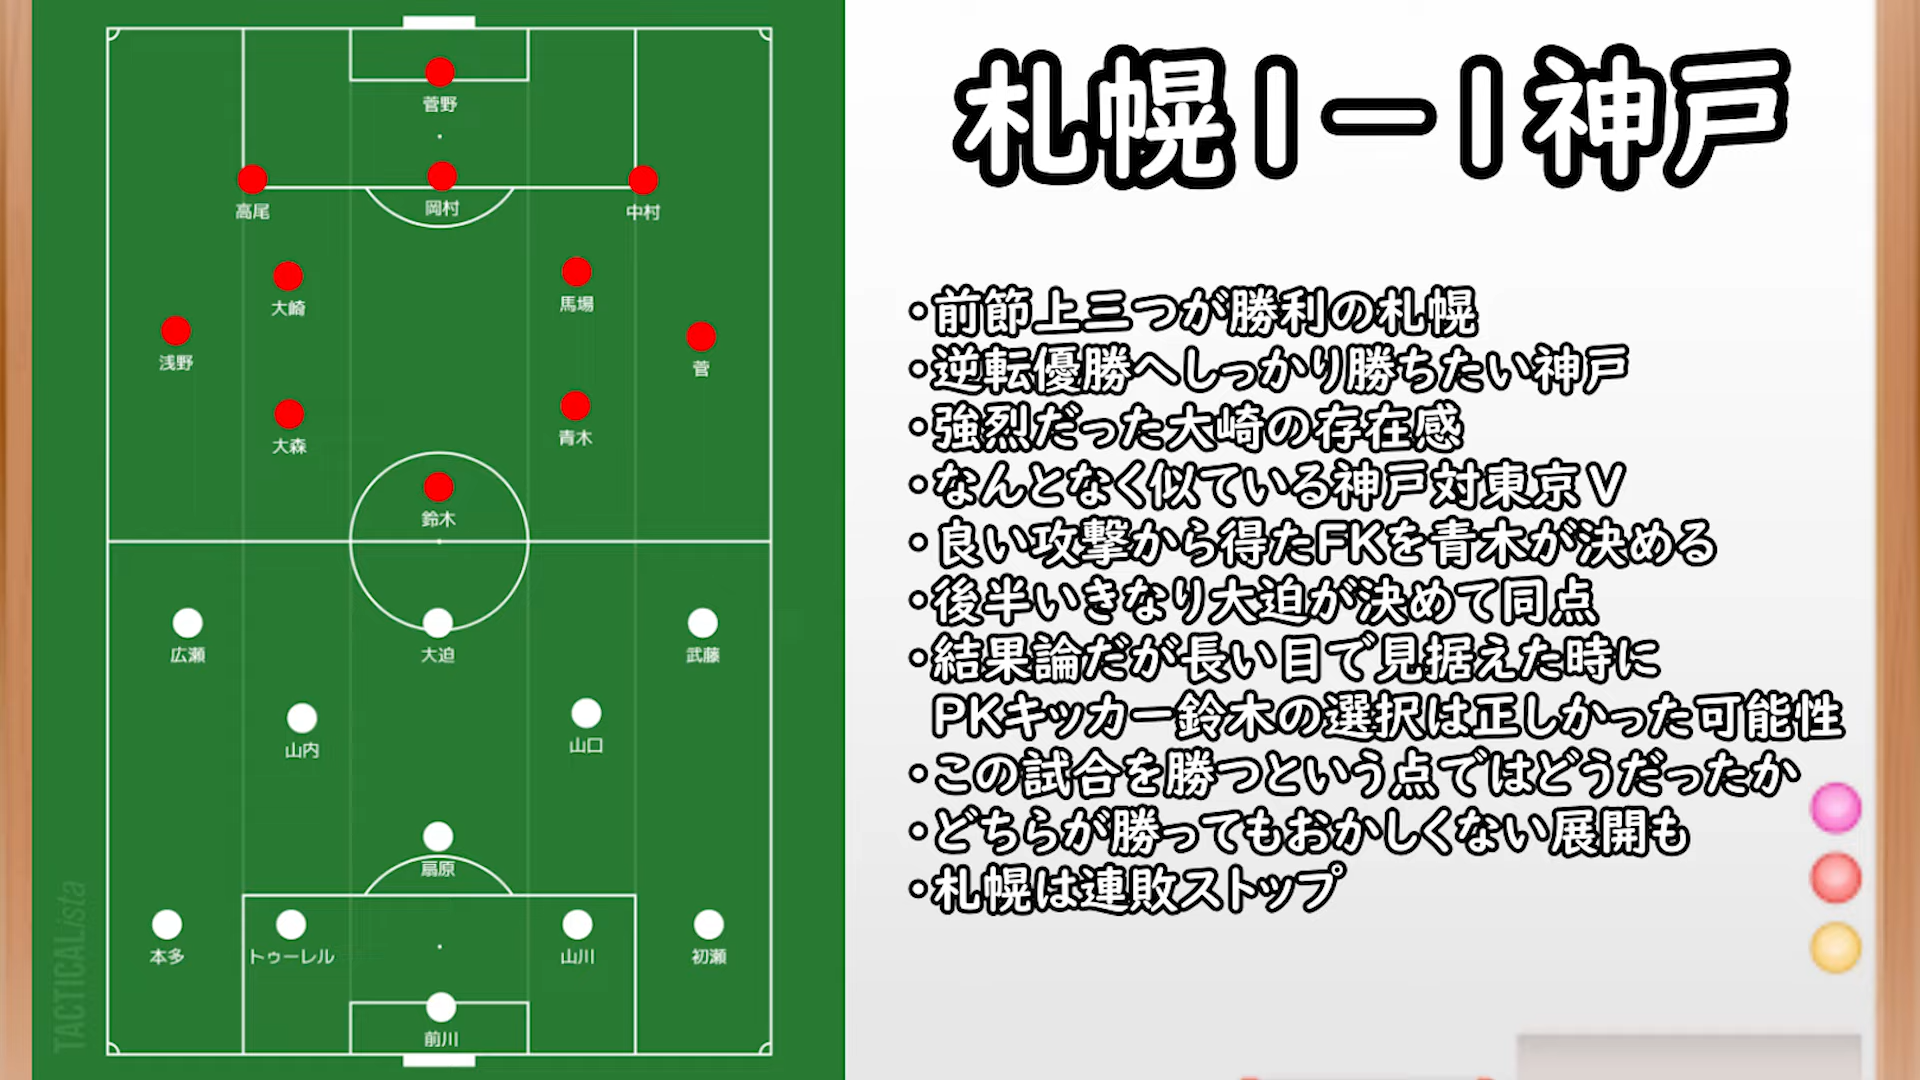 札幌1ー1神戸
菅野
高尾
岡村
中村
大崎
馬場
浅野
菅
大森
青木
鈴木
広瀬
大迫
武藤
山内
山口
扇原
本多
トゥーレル
山川
初瀬
前川
TACTICALista
・前節上三つが勝利の札幌
・逆転優勝へしっかり勝ちたい神戸
・強烈だった大崎の存在感
・なんとなく似ている神戸対東京V
・良い攻撃から得たFKを青木が決める
・後半いきなり大迫が決めて同点
・結果論だが長い目で見据えた時に
PKキッカー鈴木の選択は正しかった可能性
・この試合を勝つという点ではどうだったか
・どちらが勝ってもおかしくない展開も
・札幌は連敗ストップ